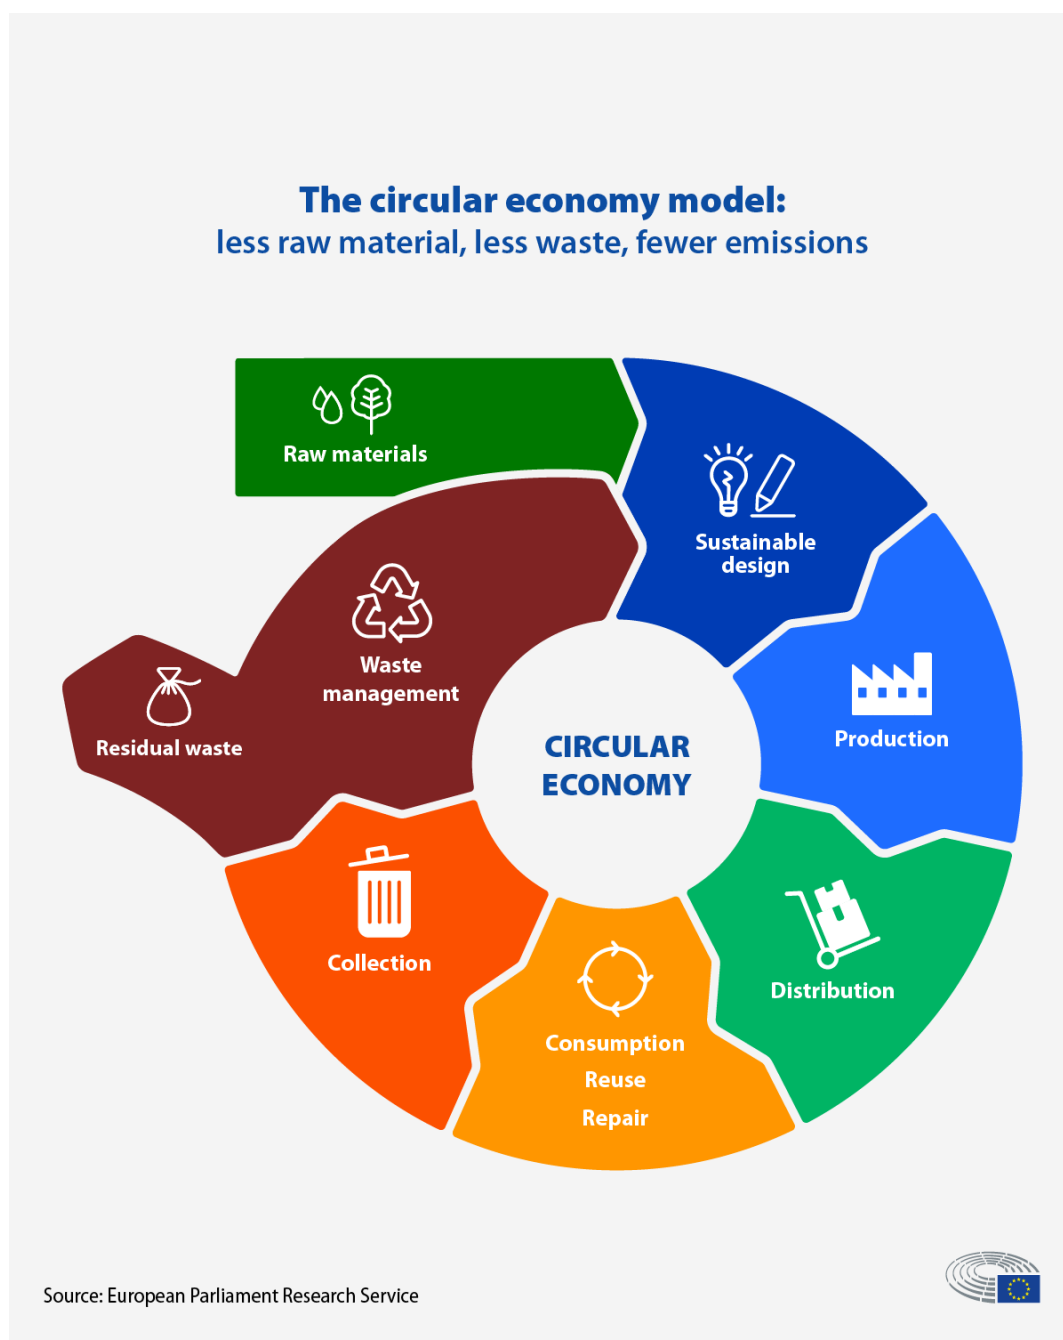 The circular economy model:
less raw material, less waste, fewer emissions
Raw materials
Sustainable
design
Production
Distribution
Consumption
Reuse
Repair
Collection
Waste
management
Residual waste
CIRCULAR
ECONOMY
Source: European Parliament Research Service